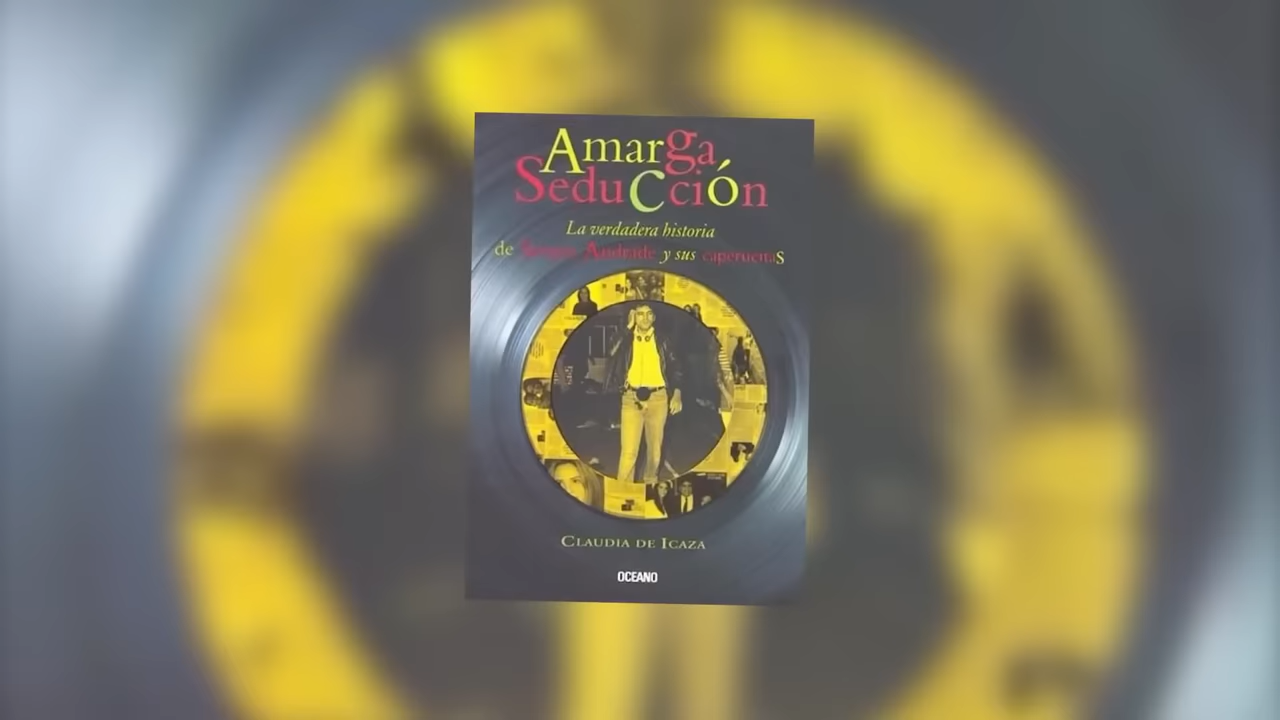 Amarga
SeduCción
La verdadera historia
de Sergio Andrade y sus caperucitaS
CLAUDIA DE ICAZA
OCEANO